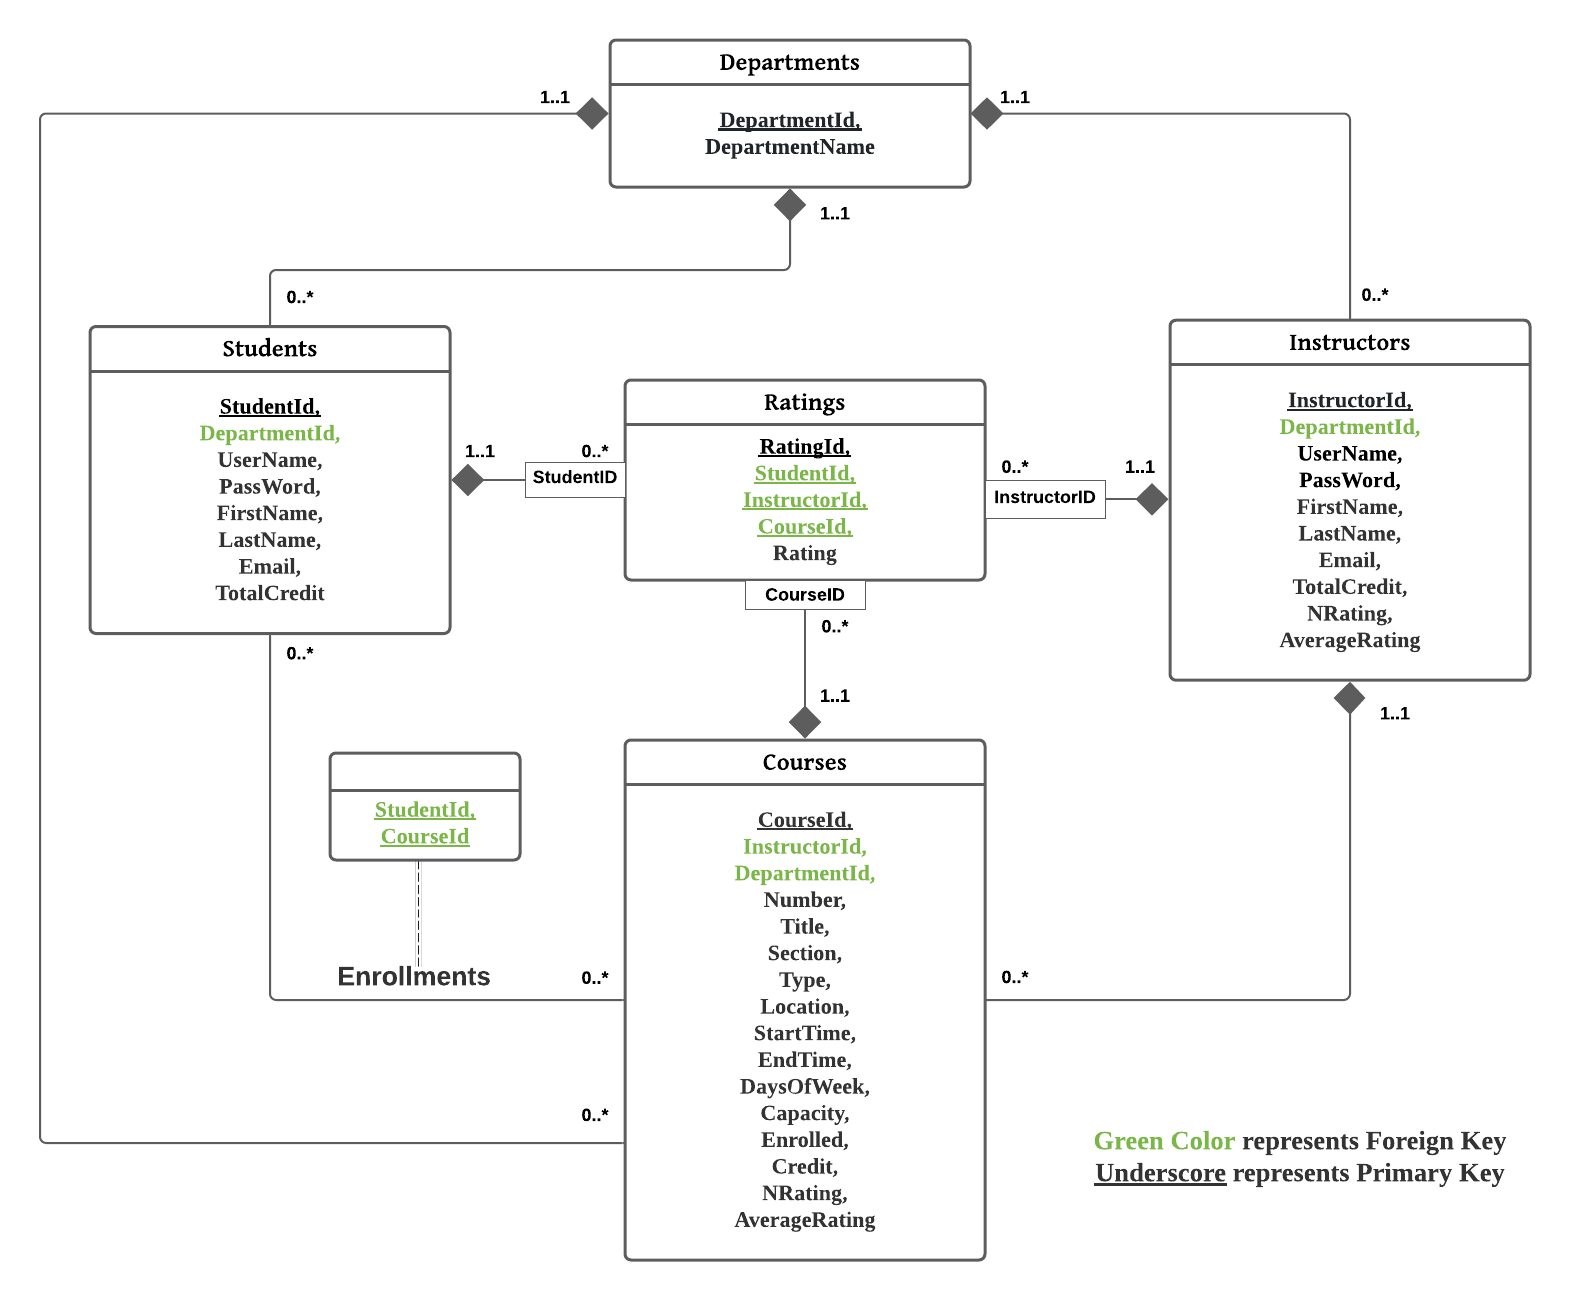 Departments
DepartmentId,
DepartmentName
1..1
1..1
1..1
0..*
0..*
Students
StudentId,
DepartmentId,
UserName,
PassWord,
FirstName,
LastName,
Email,
TotalCredit
1..1
0..*
StudentID
Ratings
RatingId,
StudentId,
InstructorId,
CourseId,
Rating
0..*
1..1
InstructorID
Instructors
InstructorId,
DepartmentId,
UserName,
PassWord,
FirstName,
LastName,
Email,
TotalCredit,
NRating,
AverageRating
CourseID
0..*
1..1
0..*
1..1
StudentId,
CourseId
Enrollments
0..*
0..*
0..*
Courses
CourseId,
InstructorId,
DepartmentId,
Number,
Title,
Section,
Type,
Location,
StartTime,
EndTime,
DaysOfWeek,
Capacity,
Enrolled,
Credit,
NRating,
AverageRating
Green Color represents Foreign Key
Underscore represents Primary Key